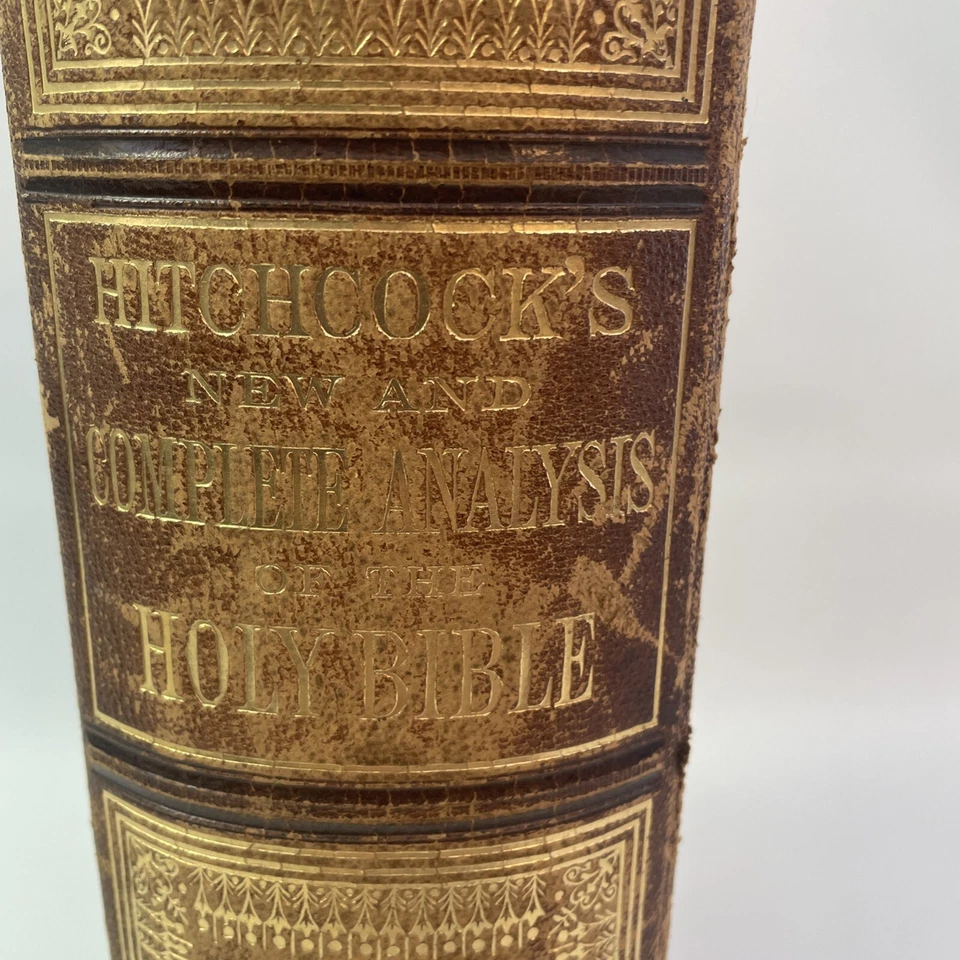 HITCHCOCK'S
NEW AND
COMPLETE ANALYSIS
OF THE
HOLY BIBLE